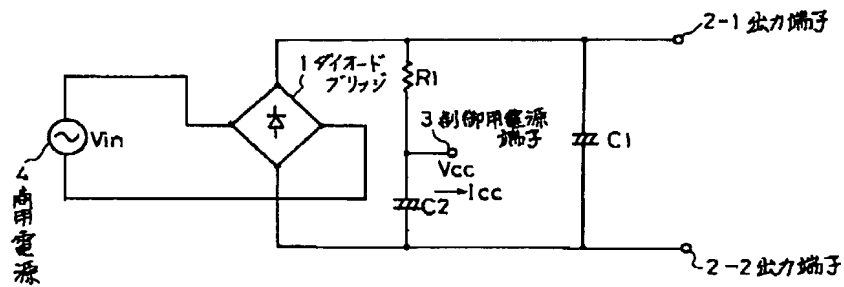 2-1 出力端子
1 ダイオード
ブリッジ
R1
3 制御用電源
端子
Vin
Vcc
Icc
C1
C2
4 商用電源
2-2 出力端子